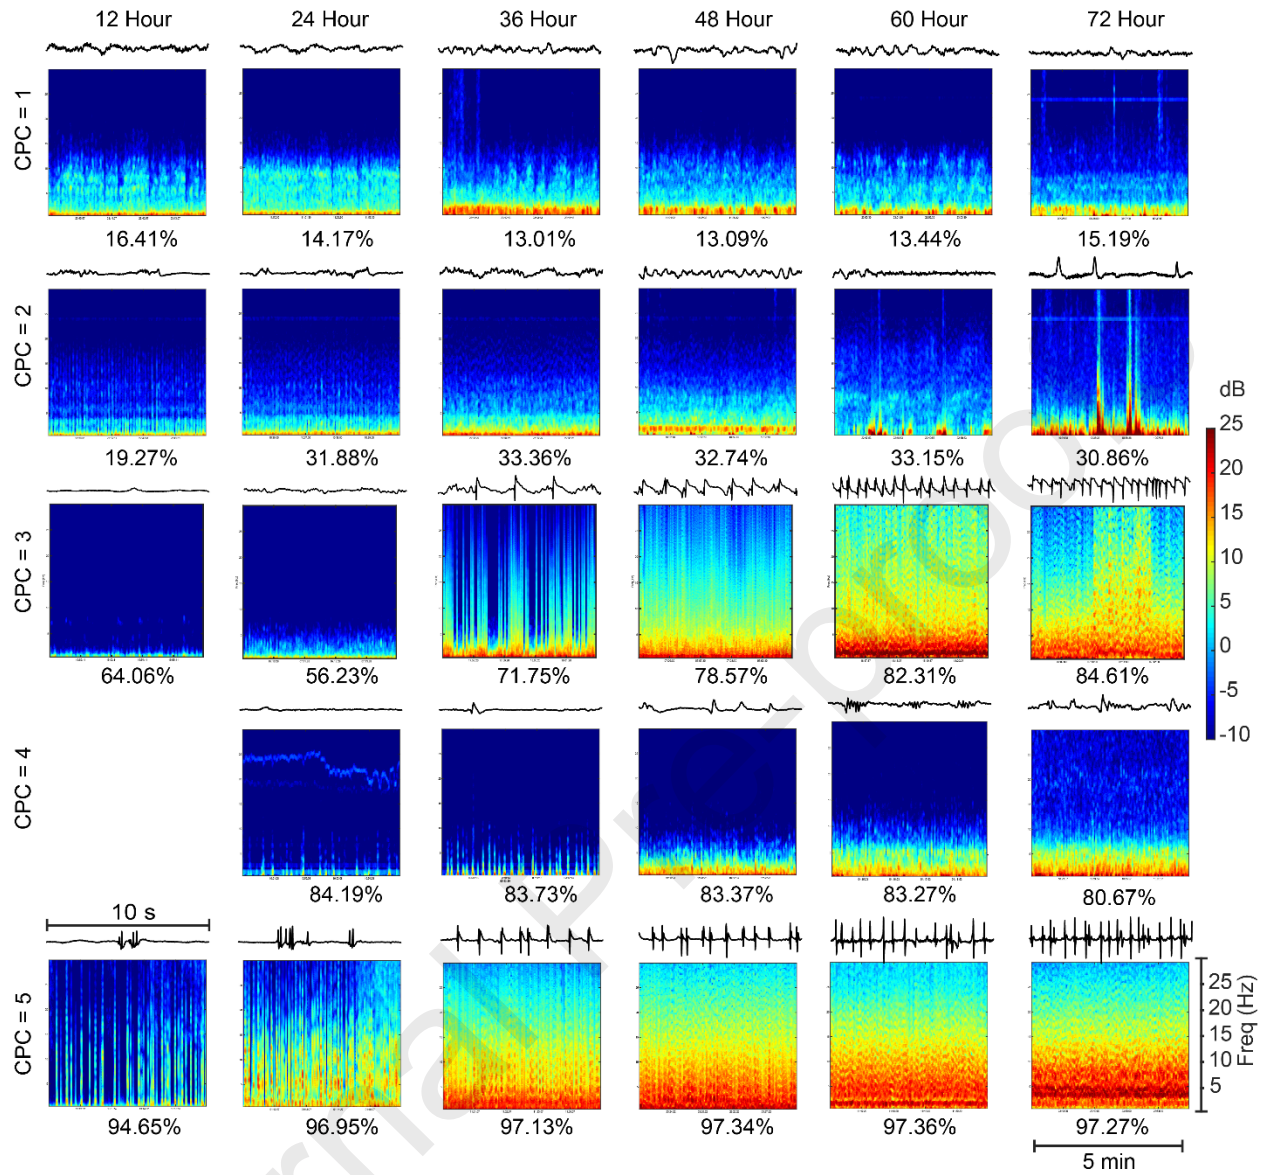 12 Hour 24 Hour 36 Hour 48 Hour 60 Hour 72 Hour
CPC = 1
16.41% 14.17% 13.01% 13.09% 13.44% 15.19%
CPC = 2
19.27% 31.88% 33.36% 32.74% 33.15% 30.86%
dB
25
20
15
10
5
0
-5
-10
CPC = 3
64.06% 56.23% 71.75% 78.57% 82.31% 84.61%
CPC = 4
84.19% 83.73% 83.37% 83.27% 80.67%
10 s
CPC = 5
25
20
15
10
5
Freq (Hz)
94.65% 96.95% 97.13% 97.34% 97.36% 97.27%
5 min